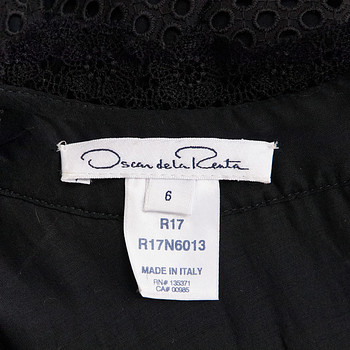 Oscar de la Renta
6
R17
R17N6013
MADE IN ITALY
RN# 135371
CA# 00985